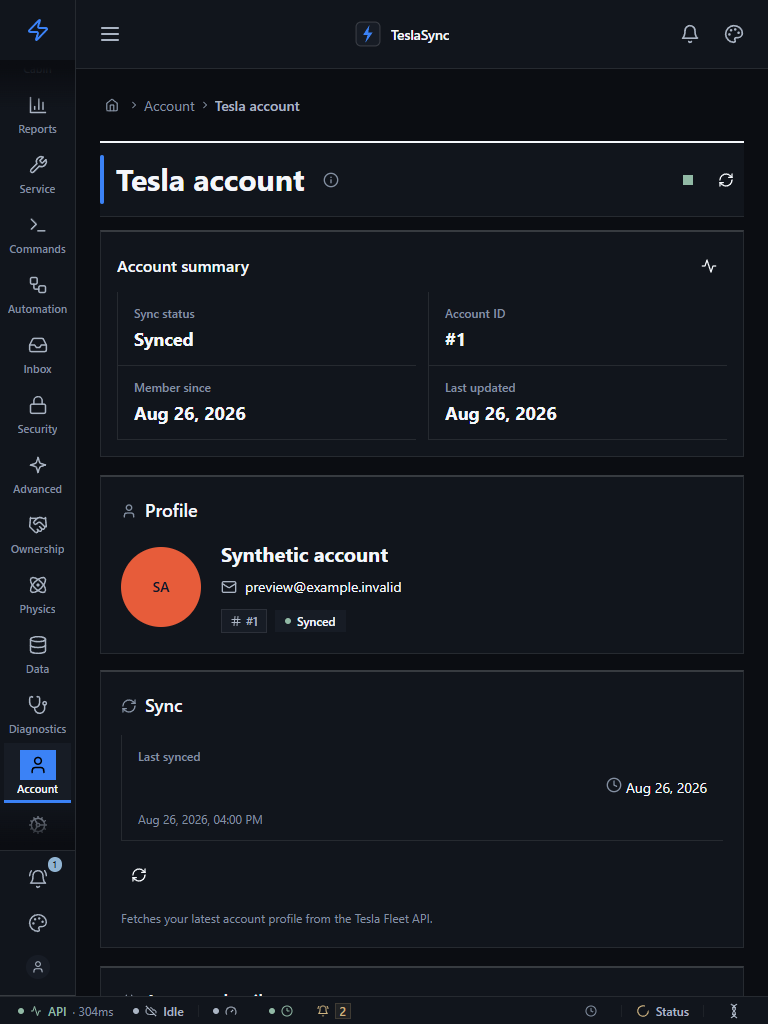 TeslaSync
Account
Tesla account
Reports
Service
Commands
Automation
Inbox
Security
Advanced
Ownership
Physics
Data
Diagnostics
Account
1
Tesla account
Account summary
Sync status
Synced
Account ID
#1
Member since
Aug 26, 2026
Last updated
Aug 26, 2026
Profile
SA
Synthetic account
preview@example.invalid
#1
Synced
Sync
Last synced
Aug 26, 2026
Aug 26, 2026, 04:00 PM
Fetches your latest account profile from the Tesla Fleet API.
API · 304ms
Idle
2
Status